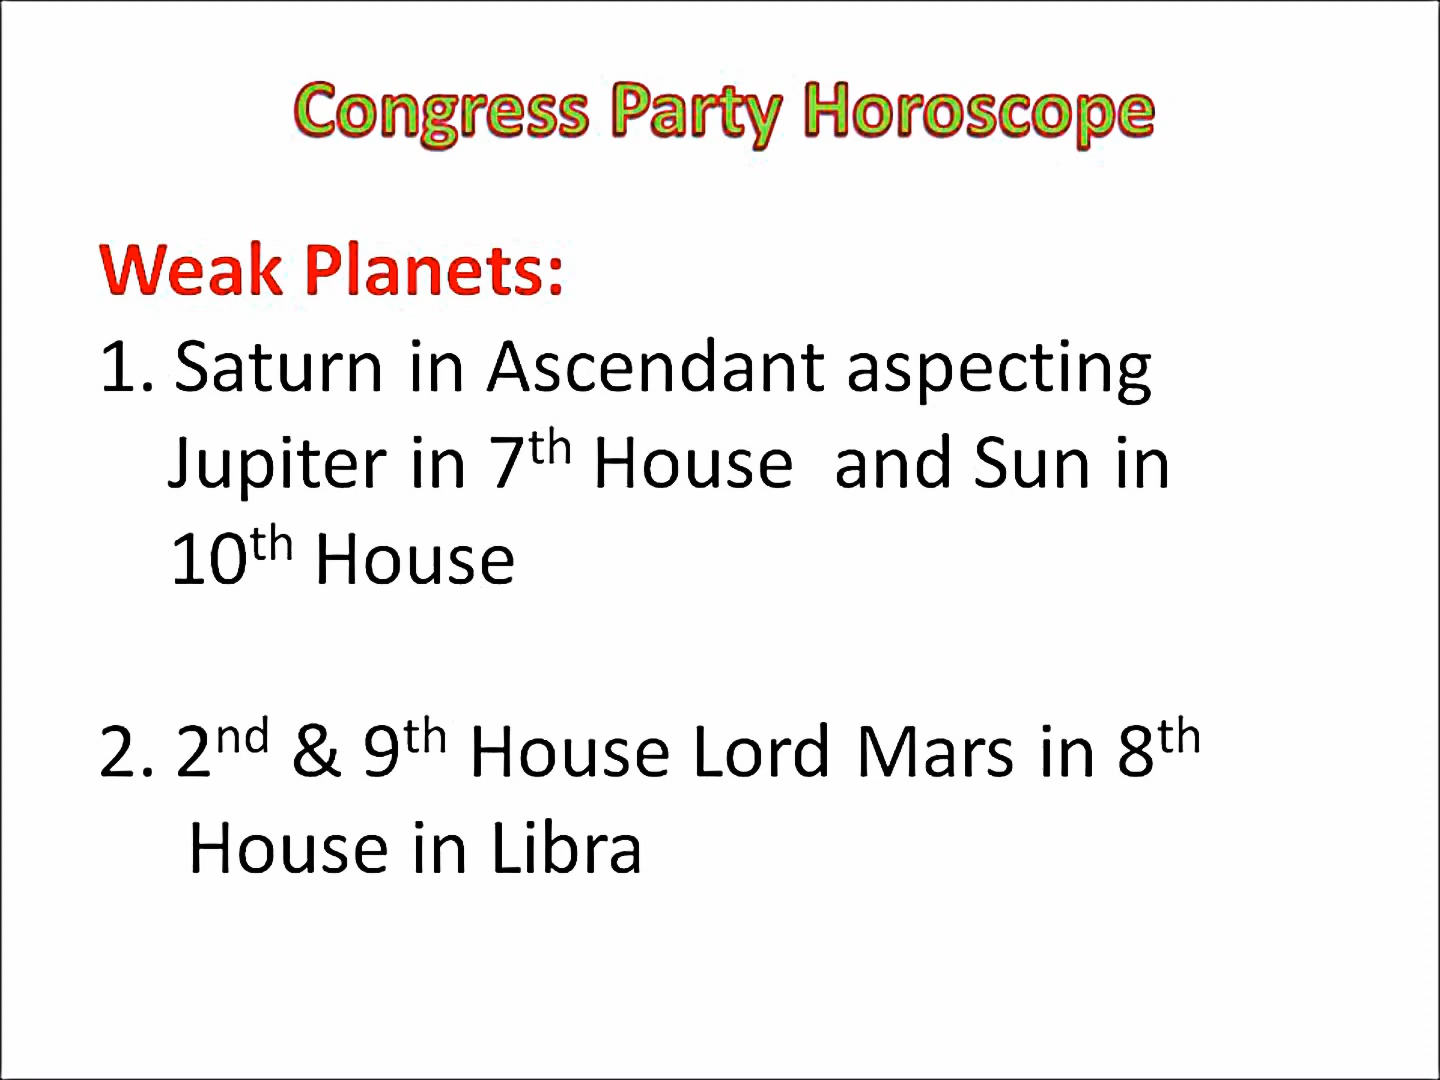 Congress Party Horoscope
Weak Planets:
1. Saturn in Ascendant aspecting
Jupiter in 7th House and Sun in
10th House
2. 2nd & 9th House Lord Mars in 8th
House in Libra